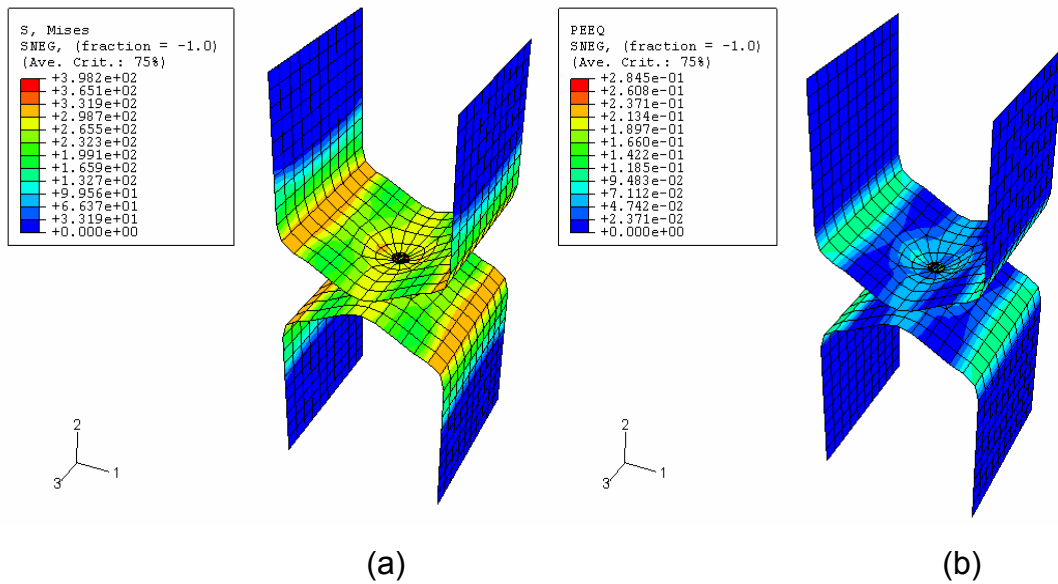 S, Mises
SNEG, (fraction = -1.0)
(Ave. Crit.: 75%)
+3.982e+02
+3.651e+02
+3.319e+02
+2.987e+02
+2.655e+02
+2.323e+02
+1.991e+02
+1.659e+02
+1.327e+02
+9.956e+01
+6.637e+01
+3.319e+01
+0.000e+00
2
3
1
(a)
PEEQ
SNEG, (fraction = -1.0)
(Ave. Crit.: 75%)
+2.845e-01
+2.608e-01
+2.371e-01
+2.134e-01
+1.897e-01
+1.660e-01
+1.422e-01
+1.185e-01
+9.483e-02
+7.112e-02
+4.742e-02
+2.371e-02
+0.000e+00
2
3
1
(b)